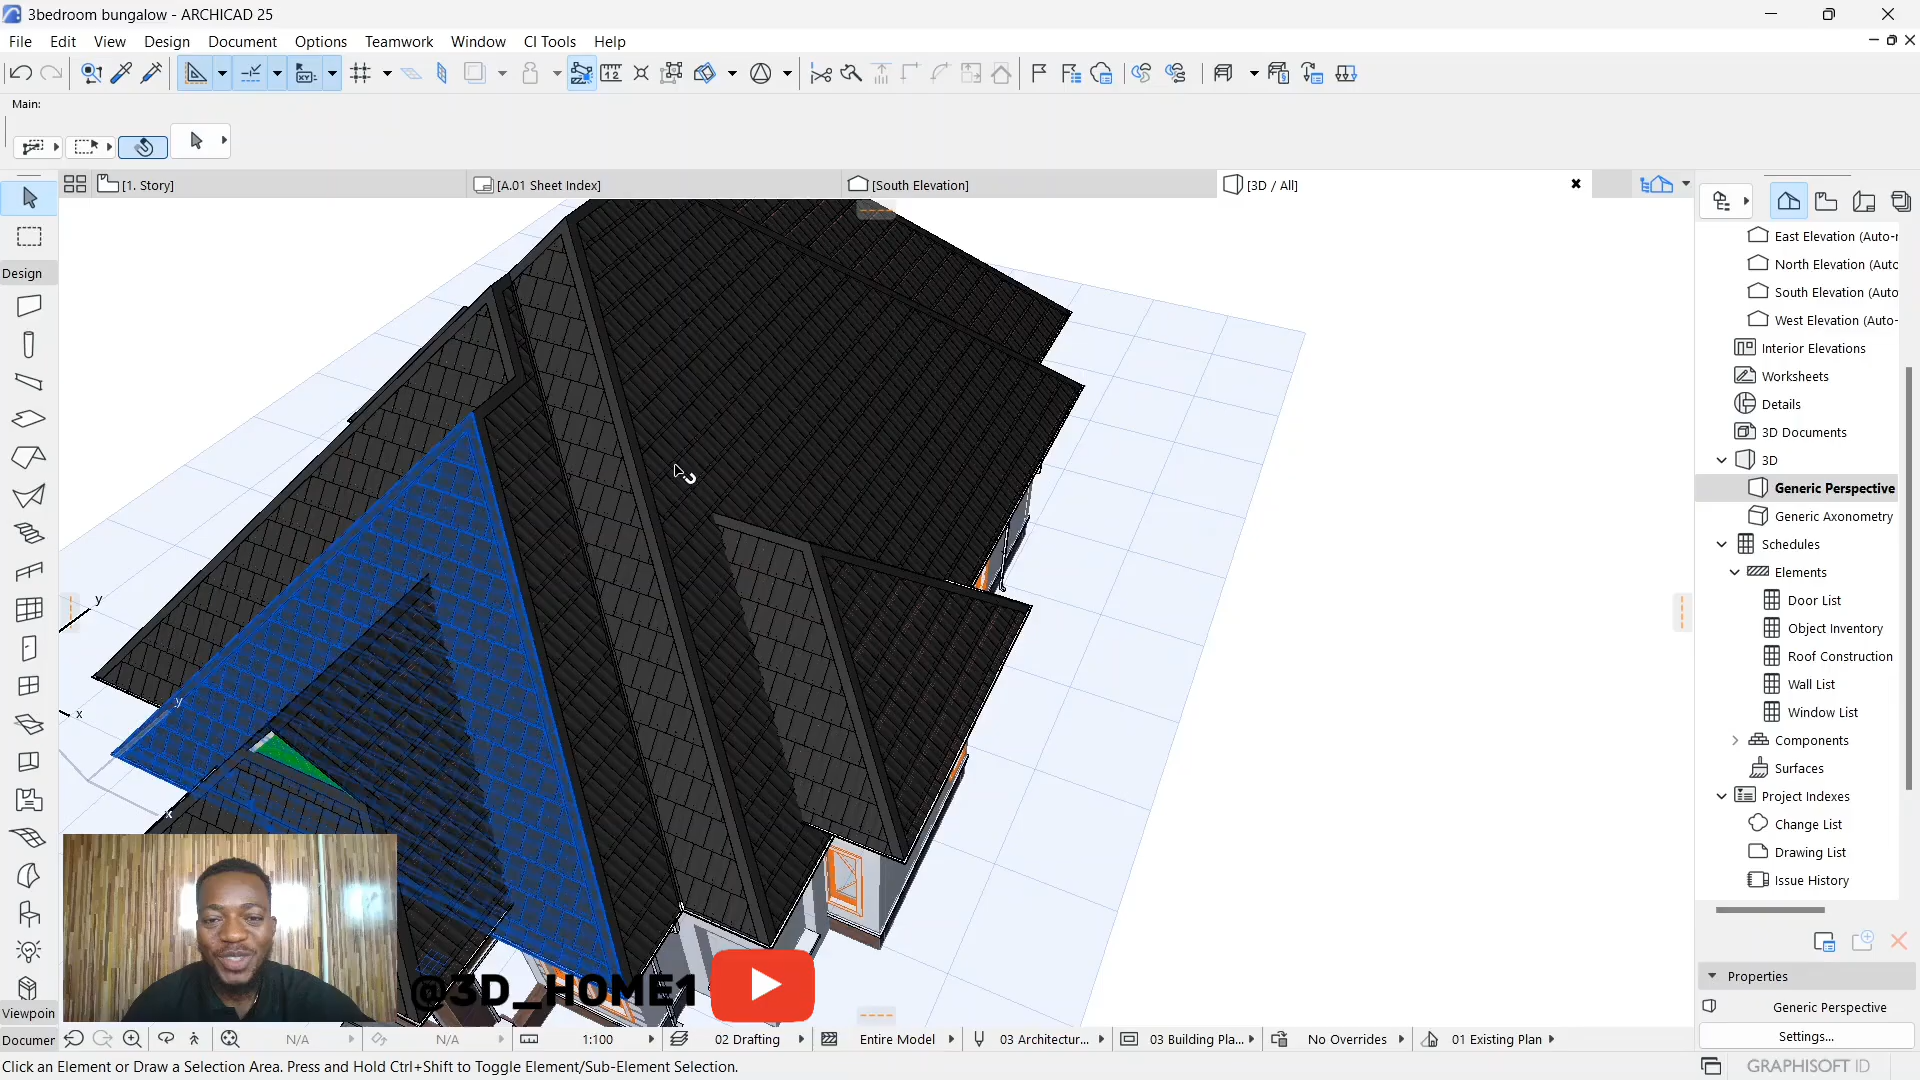 3bedroom bungalow - ARCHICAD 25
File Edit View Design Document Options Teamwork Window CI Tools Help
Main:
[1. Story] [A.01 Sheet Index] [South Elevation] [3D / All]
Design
East Elevation (Auto-r
North Elevation (Auto
South Elevation (Auto
West Elevation (Auto-
Interior Elevations
Worksheets
Details
3D Documents
3D
Generic Perspective
Generic Axonometry
Schedules
Elements
Door List
Object Inventory
Roof Construction
Wall List
Window List
Components
Surfaces
Project Indexes
Change List
Drawing List
Issue History
y
x
y
x
@3D_HOME1
Properties
Generic Perspective
Settings...
Viewpoin
Documer
N/A N/A 1:100 02 Drafting Entire Model 03 Architectur... 03 Building Pla... No Overrides 01 Existing Plan
Click an Element or Draw a Selection Area. Press and Hold Ctrl+Shift to Toggle Element/Sub-Element Selection.
GRAPHISOFT ID